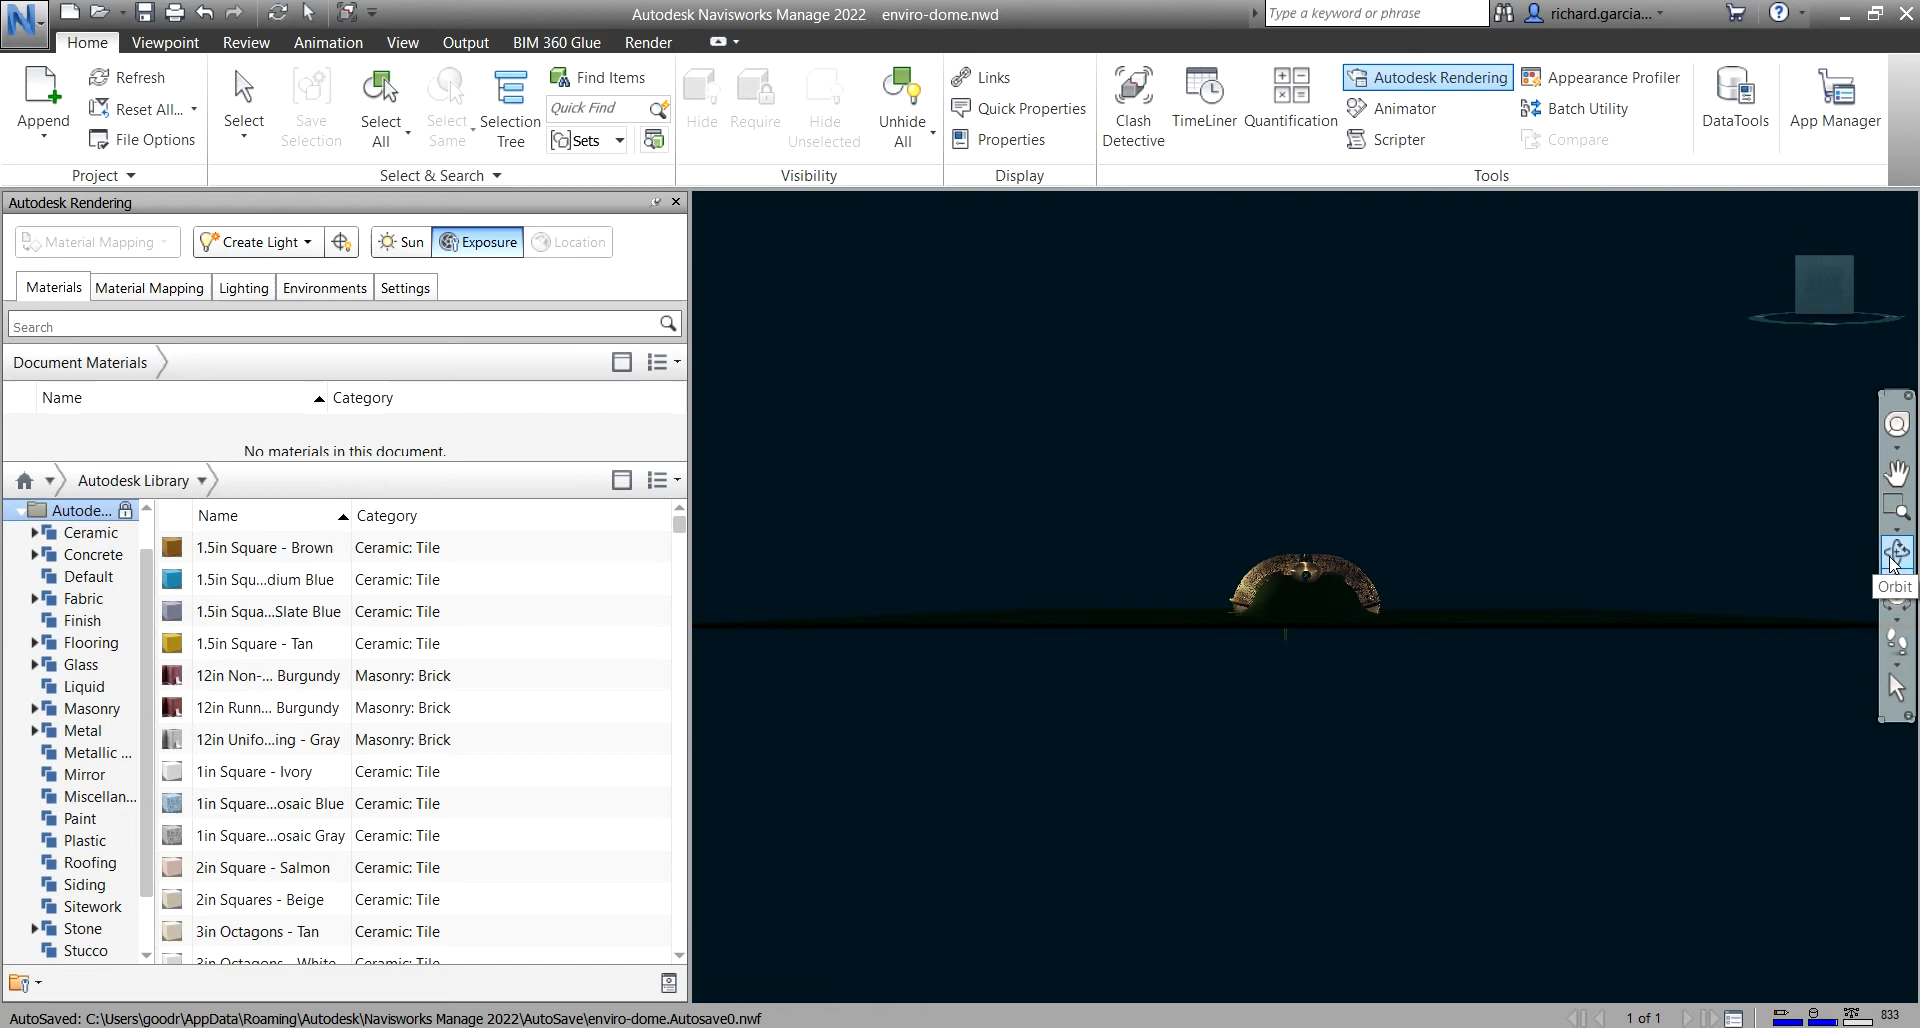 Autodesk Navisworks Manage 2022 enviro-dome.nwd
Type a keyword or phrase
richard.garcia...
Home Viewpoint Review Animation View Output BIM 360 Glue Render
Append
Refresh
Reset All...
File Options
Project
Select
Save Selection
Select All
Select Same
Selection Tree
Find Items
Quick Find
Sets
Select & Search
Hide
Require
Hide Unselected
Unhide All
Visibility
Links
Quick Properties
Properties
Display
Clash Detective
TimeLiner
Quantification
Autodesk Rendering
Animator
Scripter
Appearance Profiler
Batch Utility
Compare
DataTools
App Manager
Tools
Autodesk Rendering
Material Mapping Create Light Sun Exposure Location
Materials Material Mapping Lighting Environments Settings
Search
Document Materials
Name Category
No materials in this document.
Autodesk Library
Autode...
Ceramic
Concrete
Default
Fabric
Finish
Flooring
Glass
Liquid
Masonry
Metal
Metallic ...
Mirror
Miscellan...
Paint
Plastic
Roofing
Siding
Sitework
Stone
Stucco
Name Category
1.5in Square - Brown Ceramic: Tile
1.5in Squ...dium Blue Ceramic: Tile
1.5in Squa...Slate Blue Ceramic: Tile
1.5in Square - Tan Ceramic: Tile
12in Non-... Burgundy Masonry: Brick
12in Runn... Burgundy Masonry: Brick
12in Unifo...ing - Gray Masonry: Brick
1in Square - Ivory Ceramic: Tile
1in Square...osaic Blue Ceramic: Tile
1in Square...osaic Gray Ceramic: Tile
2in Square - Salmon Ceramic: Tile
2in Squares - Beige Ceramic: Tile
3in Octagons - Tan Ceramic: Tile
3in Octagons - White Ceramic: Tile
Orbit
AutoSaved: C:\Users\goodr\AppData\Roaming\Autodesk\Navisworks Manage 2022\AutoSave\enviro-dome.Autosave0.nwf
1 of 1
833